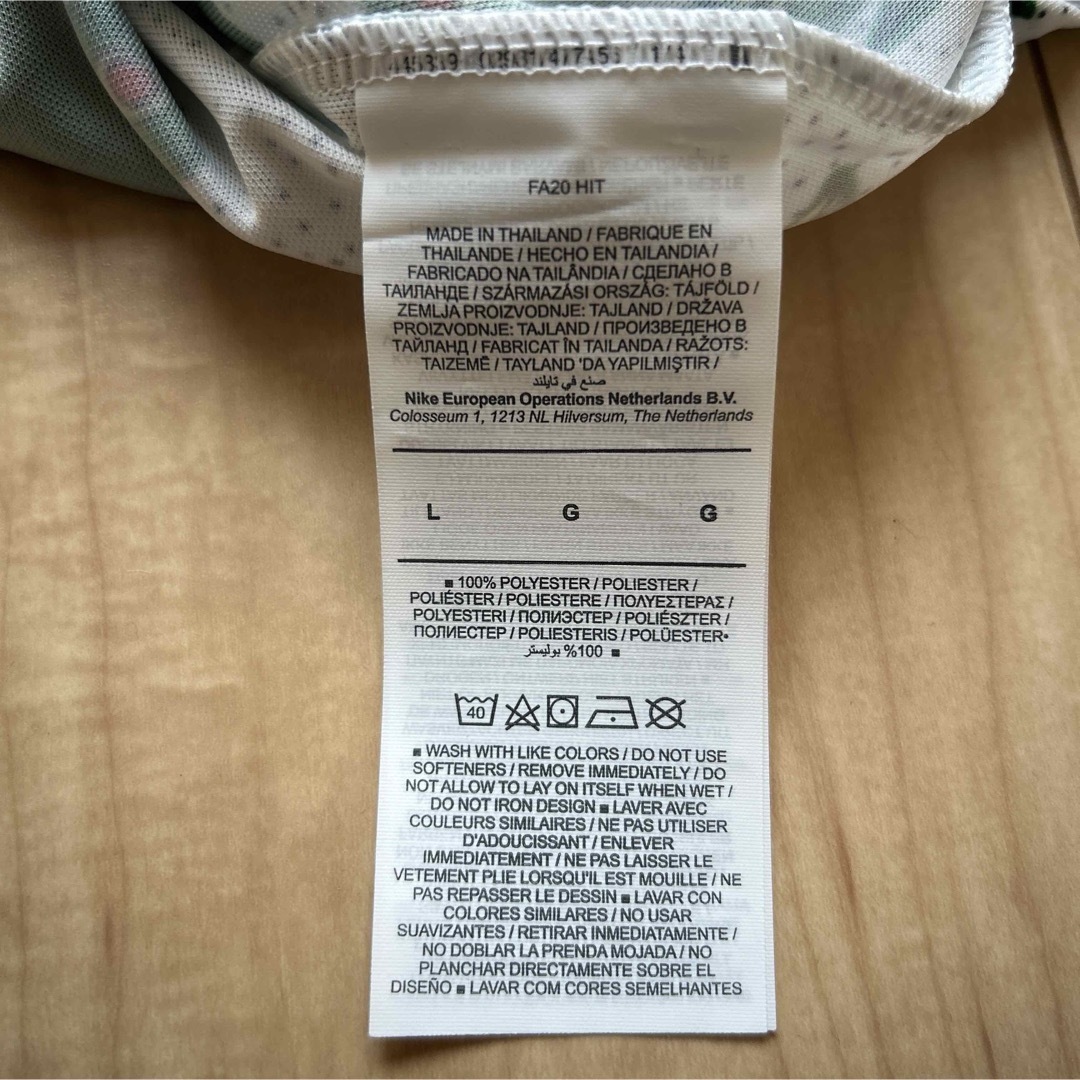 FA20 HIT
MADE IN THAILAND / FABRIQUE EN
THAILANDE / HECHO EN TAILANDIA /
FABRICADO NA TAILÂNDIA / СДЕЛАНО В
ТАИЛАНДЕ / SZÁRMAZÁSI ORSZÁG: TÁJFÖLD /
ZEMLJA PROIZVODNJE: TAJLAND / DRŽAVA
PROIZVODNJE: TAJLAND / ПРОИЗВЕДЕНО В
ТАЙЛАНД / FABRICAT ÎN TAILANDA / RAŽOTS:
TAIZEMĒ / TAYLAND 'DA YAPILMIŞTIR /
صنع في تايلند
Nike European Operations Netherlands B.V.
Colosseum 1, 1213 NL Hilversum, The Netherlands
L G G
■ 100% POLYESTER / POLIESTER /
POLIÉSTER / POLIESTERE / ΠΟΛΥΕΣΤΕΡΑΣ /
POLYESTERI / ПОЛИЭСТЕР / POLIÉSZTER /
ПОЛИЕСТЕР / POLIESTERIS / POLÜESTER▪
■ 100% بوليستر
40
■ WASH WITH LIKE COLORS / DO NOT USE
SOFTENERS / REMOVE IMMEDIATELY / DO
NOT ALLOW TO LAY ON ITSELF WHEN WET /
DO NOT IRON DESIGN ■ LAVER AVEC
COULEURS SIMILAIRES / NE PAS UTILISER
D'ADOUCISSANT / ENLEVER
IMMEDIATEMENT / NE PAS LAISSER LE
VETEMENT PLIE LORSQU'IL EST MOUILLE / NE
PAS REPASSER LE DESSIN ■ LAVAR CON
COLORES SIMILARES / NO USAR
SUAVIZANTES / RETIRAR INMEDIATAMENTE /
NO DOBLAR LA PRENDA MOJADA / NO
PLANCHAR DIRECTAMENTE SOBRE EL
DISEÑO ■ LAVAR COM CORES SEMELHANTES